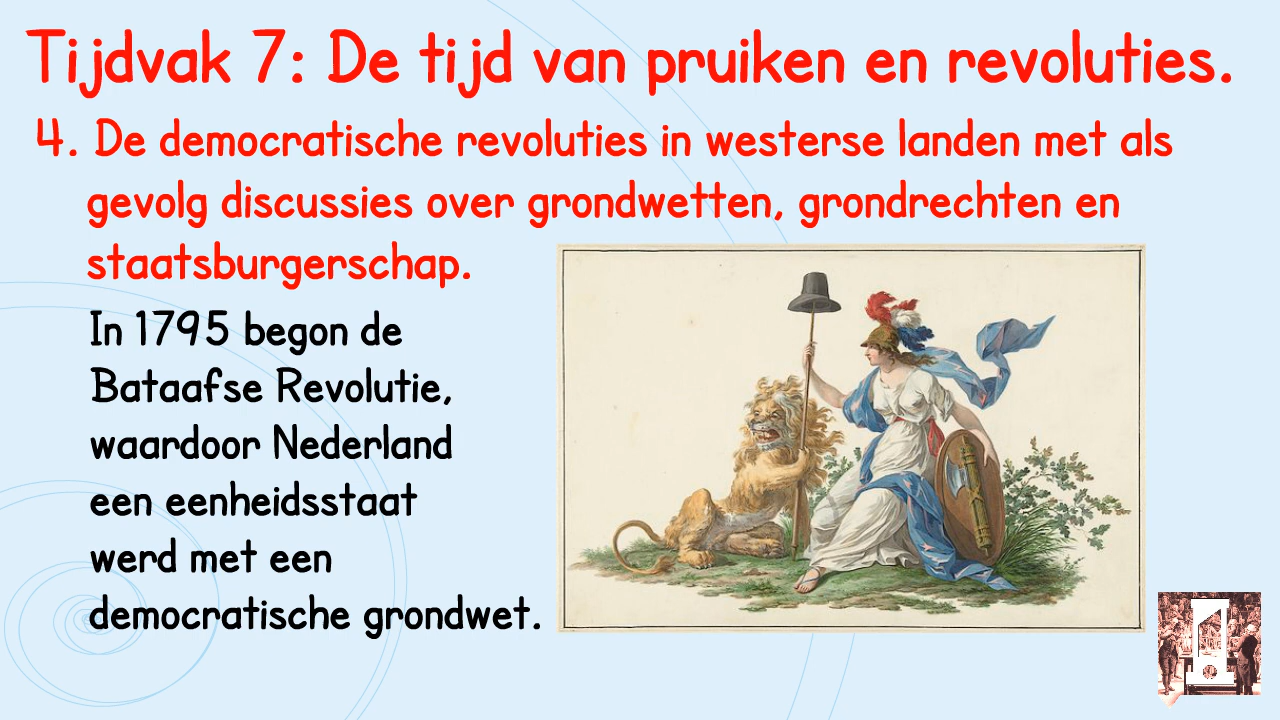 Tijdvak 7: De tijd van pruiken en revoluties.
4. De democratische revoluties in westerse landen met als
gevolg discussies over grondwetten, grondrechten en
staatsburgerschap.
In 1795 begon de
Bataafse Revolutie,
waardoor Nederland
een eenheidsstaat
werd met een
democratische grondwet.